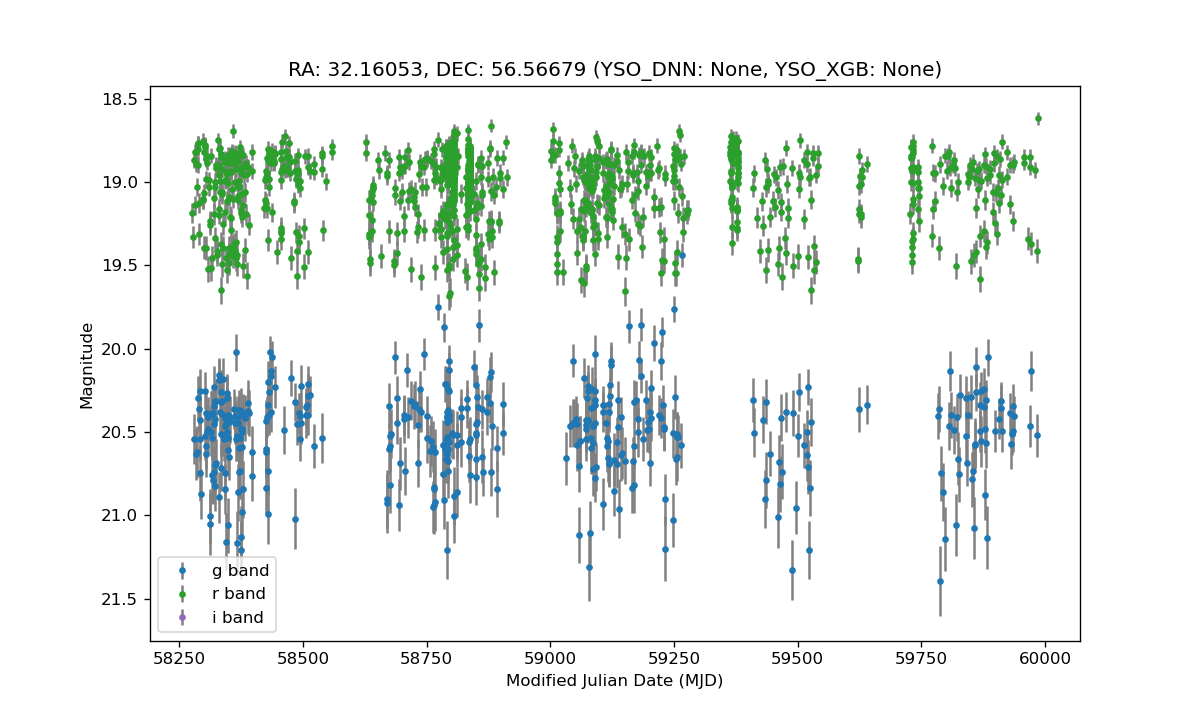 RA: 32.16053, DEC: 56.56679 (YSO_DNN: None, YSO_XGB: None)
18.5
19.0
19.5
20.0
20.5
21.0
21.5
Magnitude
g band
r band
i band
58250 58500 58750 59000 59250 59500 59750 60000
Modified Julian Date (MJD)